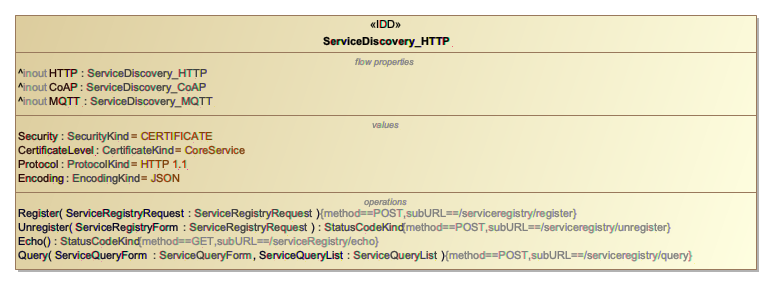 «IDD»
ServiceDiscovery_HTTP
flow properties
^inout HTTP : ServiceDiscovery_HTTP
^inout CoAP : ServiceDiscovery_CoAP
^inout MQTT : ServiceDiscovery_MQTT
values
Security : SecurityKind = CERTIFICATE
CertificateLevel : CertificateKind = CoreService
Protocol : ProtocolKind = HTTP 1.1
Encoding : EncodingKind = JSON
operations
Register( ServiceRegistryRequest : ServiceRegistryRequest ){method==POST,subURL==/serviceregistry/register}
Unregister( ServiceRegistryForm : ServiceRegistryRequest ) : StatusCodeKind{method==POST,subURL==/serviceregistry/unregister}
Echo() : StatusCodeKind{method==GET,subURL==/serviceRegistry/echo}
Query( ServiceQueryForm : ServiceQueryForm, ServiceQueryList : ServiceQueryList ){method==POST,subURL==/serviceregistry/query}